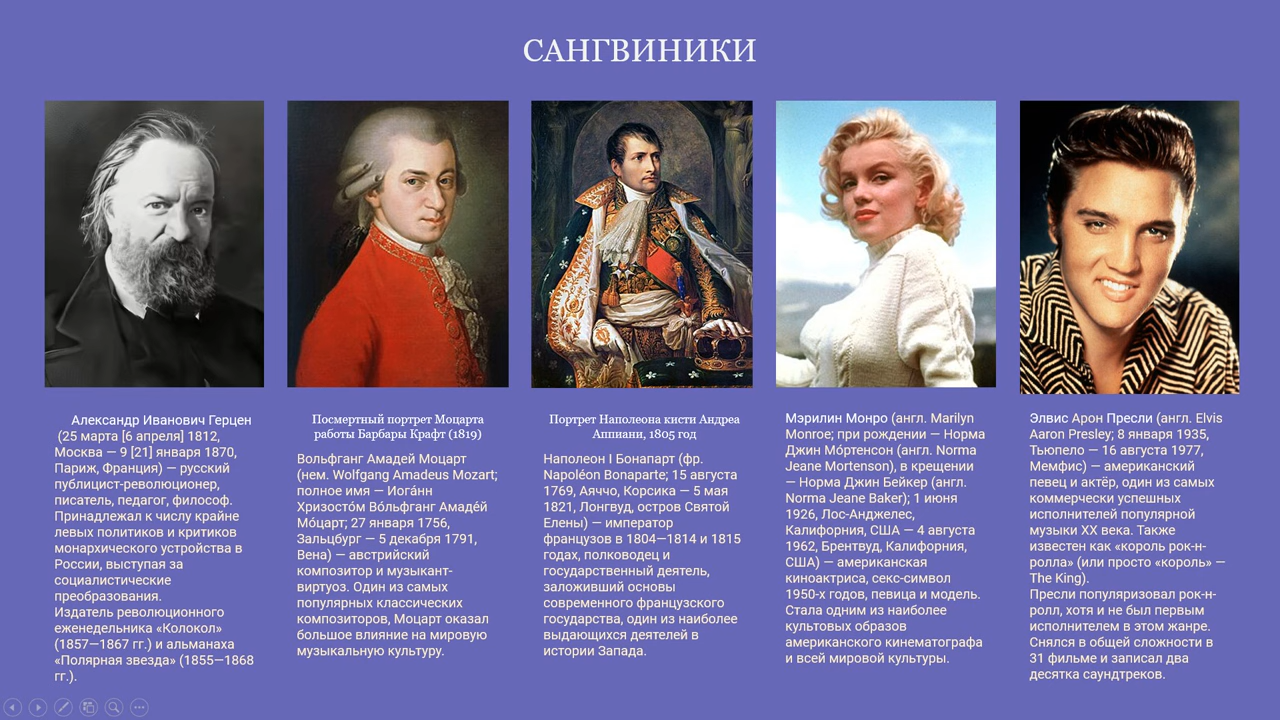 САНГВИНИКИ
Александр Иванович Герцен
(25 марта [6 апреля] 1812,
Москва — 9 [21] января 1870,
Париж, Франция) — русский
публицист-революционер,
писатель, педагог, философ.
Принадлежал к числу крайне
левых политиков и критиков
монархического устройства в
России, выступая за
социалистические
преобразования.
Издатель революционного
еженедельника «Колокол»
(1857—1867 гг.) и альманаха
«Полярная звезда» (1855—1868
гг.).
Посмертный портрет Моцарта
работы Барбары Крафт (1819)
Вольфганг Амадей Моцарт
(нем. Wolfgang Amadeus Mozart;
полное имя — Иога́нн
Хризосто́м Во́льфганг Амаде́й
Мо́царт; 27 января 1756,
Зальцбург — 5 декабря 1791,
Вена) — австрийский
композитор и музыкант-
виртуоз. Один из самых
популярных классических
композиторов, Моцарт оказал
большое влияние на мировую
музыкальную культуру.
Портрет Наполеона кисти Андреа
Аппиани, 1805 год
Наполеон I Бонапарт (фр.
Napoléon Bonaparte; 15 августа
1769, Аяччо, Корсика — 5 мая
1821, Лонгвуд, остров Святой
Елены) — император
французов в 1804—1814 и 1815
годах, полководец и
государственный деятель,
заложивший основы
современного французского
государства, один из наиболее
выдающихся деятелей в
истории Запада.
Мэрилин Монро (англ. Marilyn
Monroe; при рождении — Норма
Джин Мо́ртенсон (англ. Norma
Jeane Mortenson), в крещении
— Норма Джин Бейкер (англ.
Norma Jeane Baker); 1 июня
1926, Лос-Анджелес,
Калифорния, США — 4 августа
1962, Брентвуд, Калифорния,
США) — американская
киноактриса, секс-символ
1950-х годов, певица и модель.
Стала одним из наиболее
культовых образов
американского кинематографа
и всей мировой культуры.
Элвис Арон Пресли (англ. Elvis
Aaron Presley; 8 января 1935,
Тьюпело — 16 августа 1977,
Мемфис) — американский
певец и актёр, один из самых
коммерчески успешных
исполнителей популярной
музыки XX века. Также
известен как «король рок-н-
ролла» (или просто «король» —
The King).
Пресли популяризовал рок-н-
ролл, хотя и не был первым
исполнителем в этом жанре.
Снялся в общей сложности в
31 фильме и записал два
десятка саундтреков.